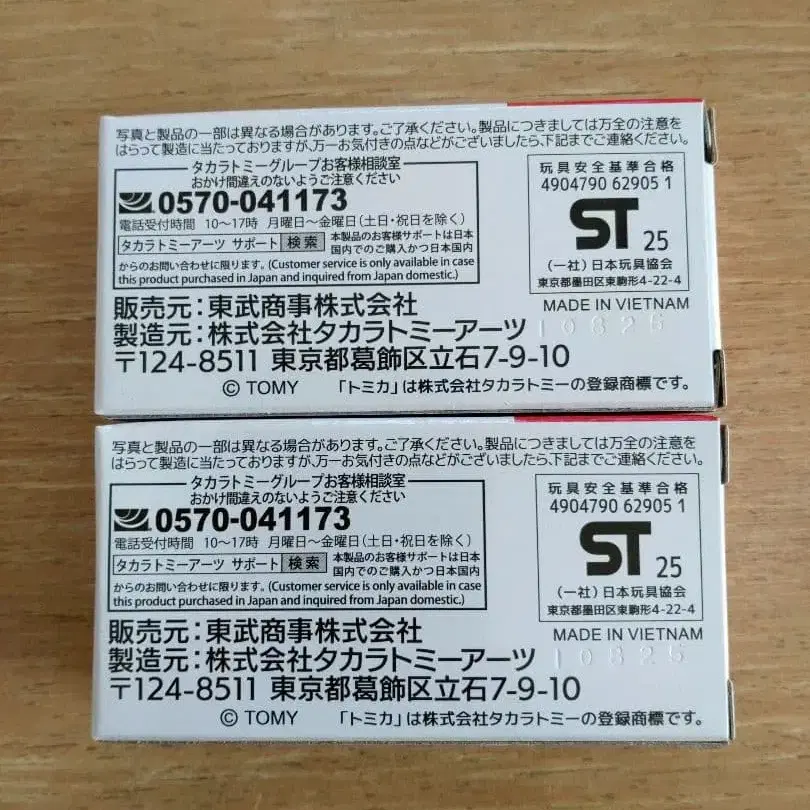 写真と製品の一部は異なる場合があります。ご了承ください。製品につきましては万全の注意を
はらって製造に当たっておりますが、万一お気付きの点などがございましたら、下記までご連絡ください。
タカラトミーグループお客様相談室
おかけ間違えのないようご注意ください
0570-041173
電話受付時間 10〜17時 月曜日〜金曜日(土日・祝日を除く)
タカラトミーアーツ サポート 検索 本製品のお客様サポートは日本
国内でのご購入かつ日本国内
からのお問い合わせに限ります。(Customer service is only available in case
this product purchased in Japan and inquired from Japan domestic.)
玩具安全基準合格
4904790 62905 1
ST 25
(一社)日本玩具協会
東京都墨田区東駒形4-22-4
MADE IN VIETNAM
販売元:東武商事株式会社
製造元:株式会社タカラトミーアーツ
10825
〒124-8511 東京都葛飾区立石7-9-10
© TOMY 「トミカ」は株式会社タカラトミーの登録商標です。
写真と製品の一部は異なる場合があります。ご了承ください。製品につきましては万全の注意を
はらって製造に当たっておりますが、万一お気付きの点などがございましたら、下記までご連絡ください。
タカラトミーグループお客様相談室
おかけ間違えのないようご注意ください
0570-041173
電話受付時間 10〜17時 月曜日〜金曜日(土日・祝日を除く)
タカラトミーアーツ サポート 検索 本製品のお客様サポートは日本
国内でのご購入かつ日本国内
からのお問い合わせに限ります。(Customer service is only available in case
this product purchased in Japan and inquired from Japan domestic.)
玩具安全基準合格
4904790 62905 1
ST 25
(一社)日本玩具協会
東京都墨田区東駒形4-22-4
MADE IN VIETNAM
販売元:東武商事株式会社
製造元:株式会社タカラトミーアーツ
10825
〒124-8511 東京都葛飾区立石7-9-10
© TOMY 「トミカ」は株式会社タカラトミーの登録商標です。